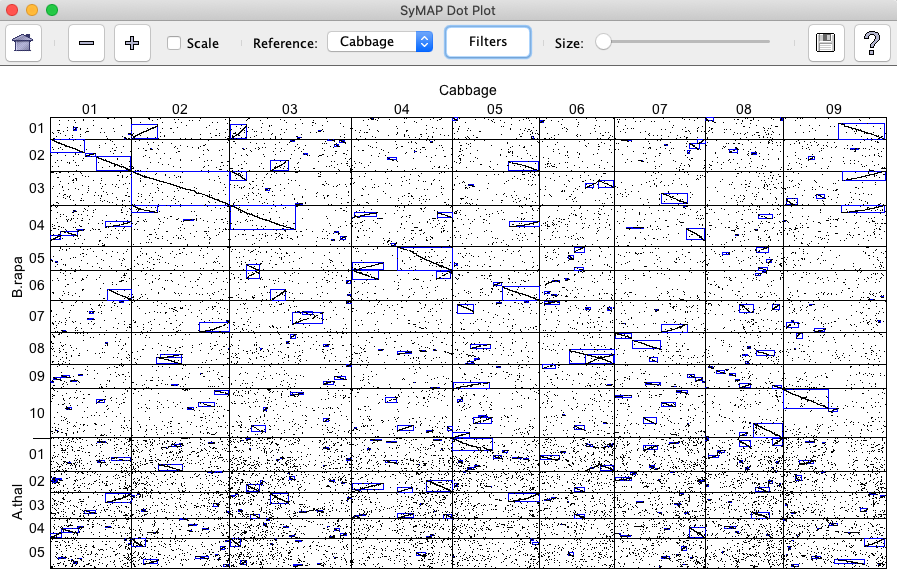 SyMAP Dot Plot
− + Scale Reference: Cabbage Filters Size: ?
Cabbage
01 02 03 04 05 06 07 08 09
B.rapa
01
02
03
04
05
06
07
08
09
10
A.thal
01
02
03
04
05